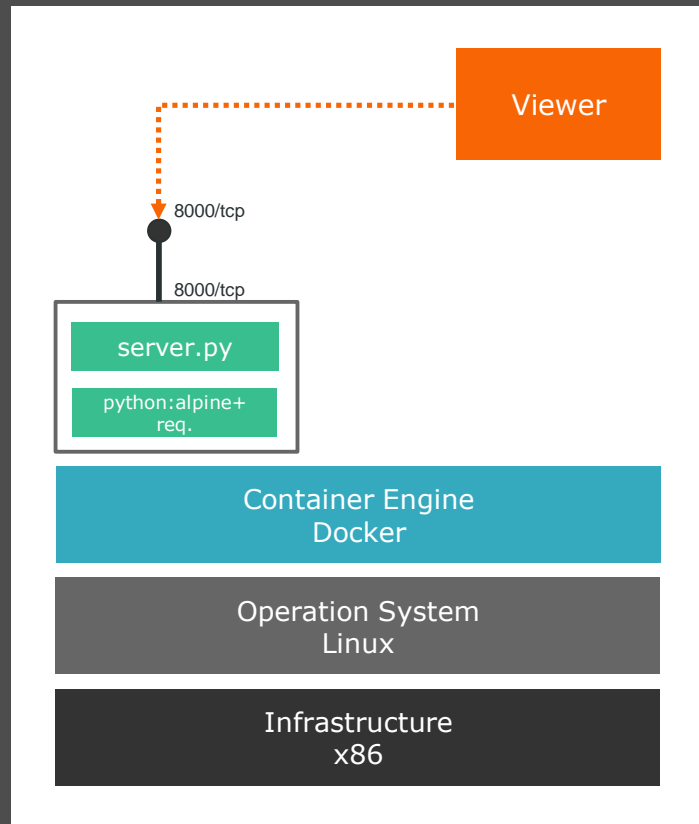 Viewer
8000/tcp
8000/tcp
server.py
python:alpine+
req.
Container Engine
Docker
Operation System
Linux
Infrastructure
x86